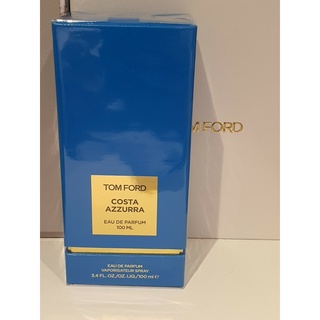 TOM FORD
COSTA
AZZURRA
EAU DE PARFUM
100 ML
EAU DE PARFUM
VAPORISATEUR SPRAY
3.4 FL.OZ./OZ.LIQ./100 ml ℮
FORD